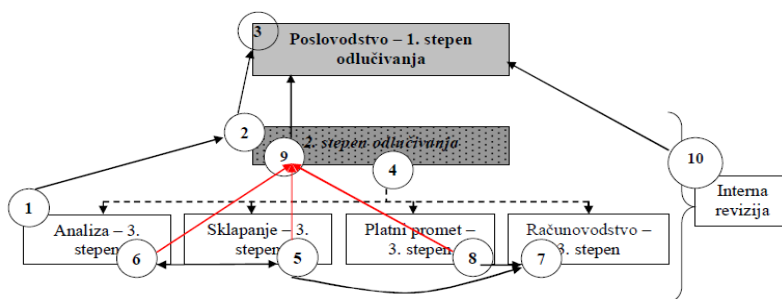 3
Poslovodstvo – 1. stepen
odlučivanja
2
2. stepen odlučivanja
9
4
10
Interna
revizija
1
Analiza – 3.
stepen
6
Sklapanje – 3.
stepen
5
Platni promet –
3. stepen
8
Računovodstvo –
3. stepen
7